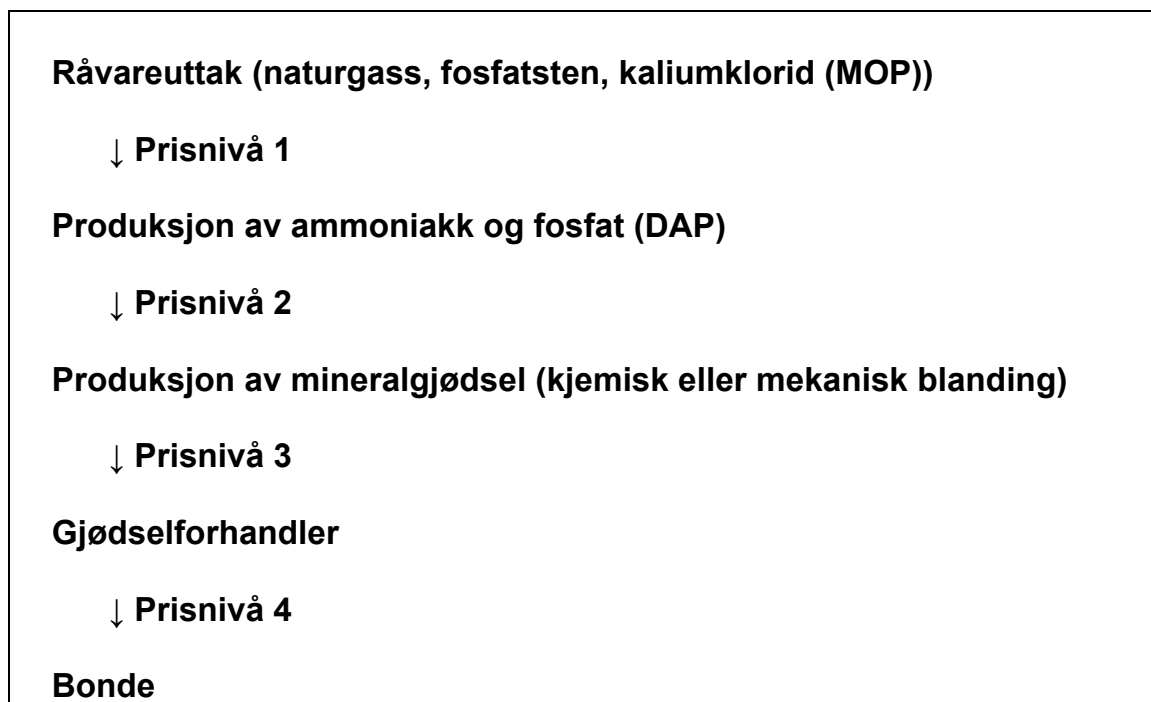 Råvareuttak (naturgass, fosfatsten, kaliumklorid (MOP))
↓ Prisnivå 1
Produksjon av ammoniakk og fosfat (DAP)
↓ Prisnivå 2
Produksjon av mineralgjødsel (kjemisk eller mekanisk blanding)
↓ Prisnivå 3
Gjødselforhandler
↓ Prisnivå 4
Bonde